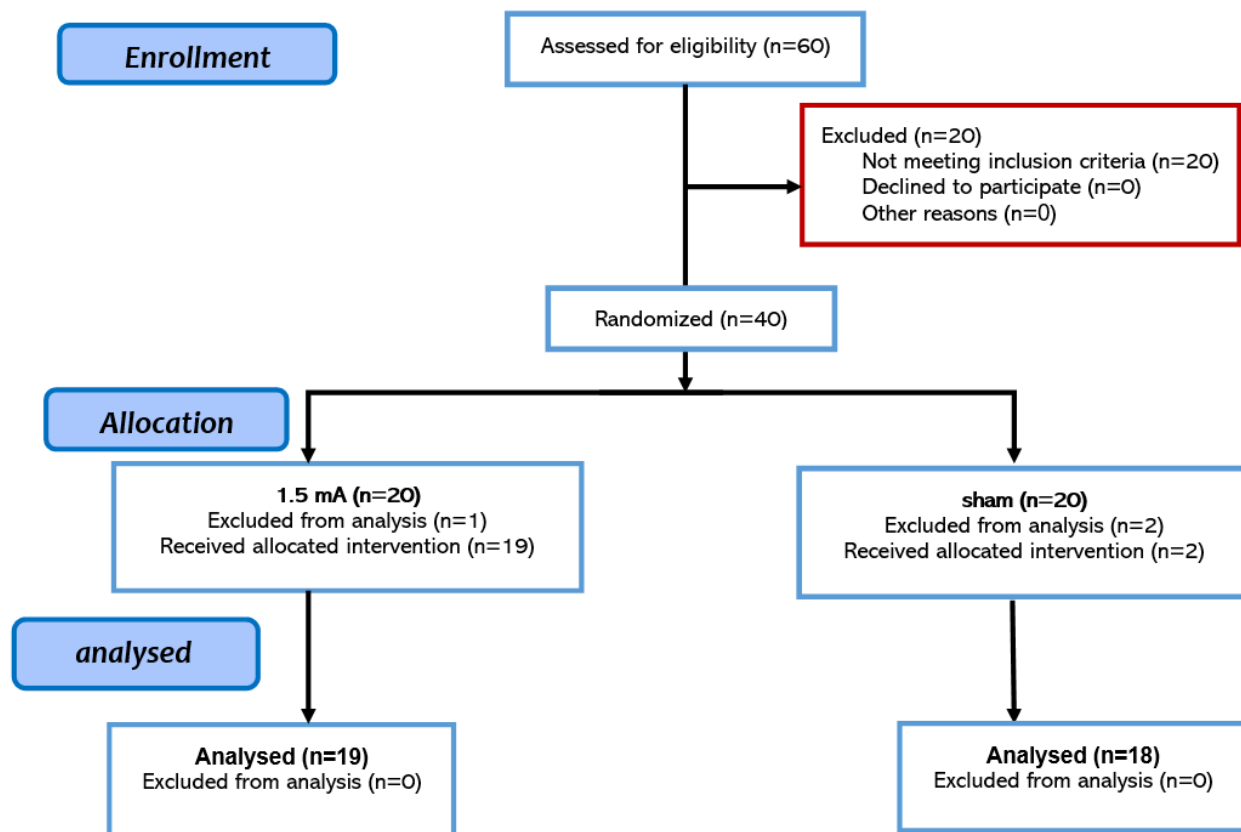 Enrollment
Assessed for eligibility (n=60)
Excluded (n=20)
Not meeting inclusion criteria (n=20)
Declined to participate (n=0)
Other reasons (n=0)
Randomized (n=40)
Allocation
1.5 mA (n=20)
Excluded from analysis (n=1)
Received allocated intervention (n=19)
sham (n=20)
Excluded from analysis (n=2)
Received allocated intervention (n=2)
analysed
Analysed (n=19)
Excluded from analysis (n=0)
Analysed (n=18)
Excluded from analysis (n=0)